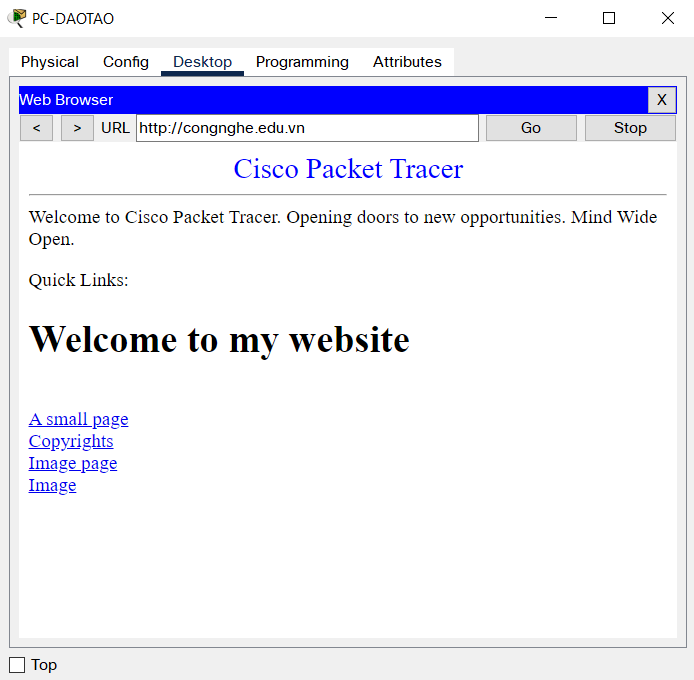 PC-DAOTAO
Physical Config Desktop Programming Attributes
Web Browser X
< > URL http://congnghe.edu.vn Go Stop
Cisco Packet Tracer
Welcome to Cisco Packet Tracer. Opening doors to new opportunities. Mind Wide
Open.
Quick Links:
Welcome to my website
A small page
Copyrights
Image page
Image
Top